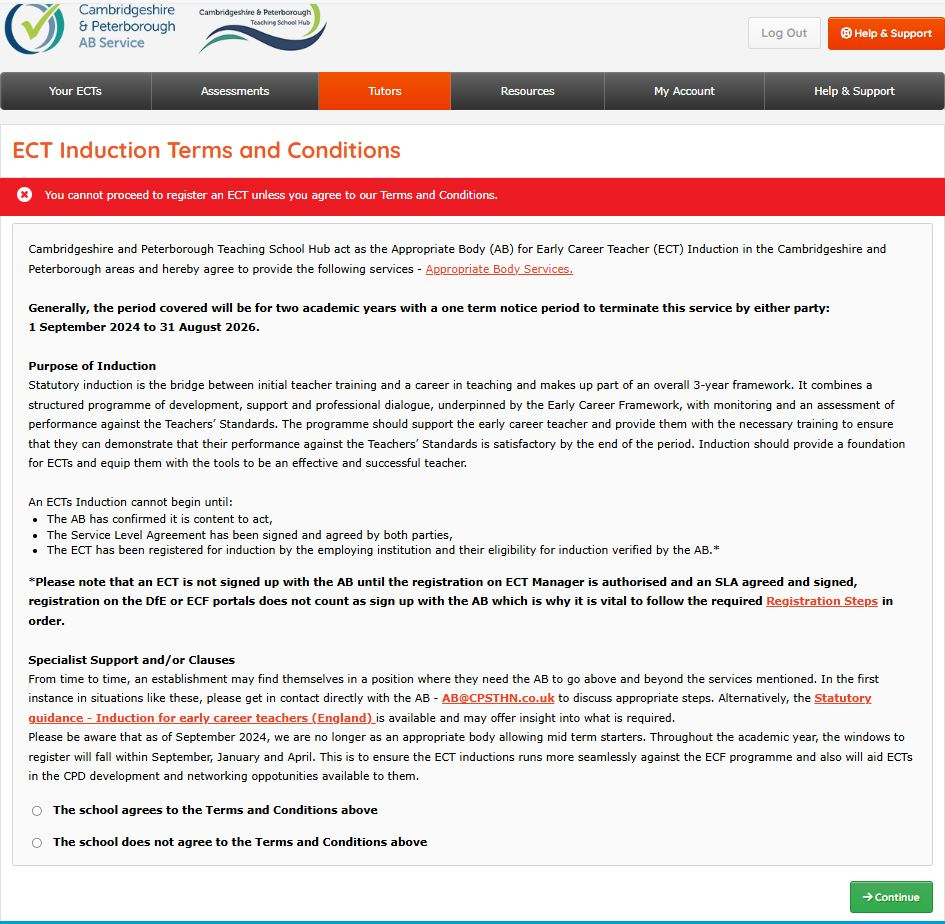 Cambridgeshire
& Peterborough
AB Service
Cambridgeshire & Peterborough
Teaching School Hub
Log Out
Help & Support
Your ECTs
Assessments
Tutors
Resources
My Account
Help & Support
ECT Induction Terms and Conditions
You cannot proceed to register an ECT unless you agree to our Terms and Conditions.
Cambridgeshire and Peterborough Teaching School Hub act as the Appropriate Body (AB) for Early Career Teacher (ECT) Induction in the Cambridgeshire and
Peterborough areas and hereby agree to provide the following services - Appropriate Body Services.
Generally, the period covered will be for two academic years with a one term notice period to terminate this service by either party:
1 September 2024 to 31 August 2026.
Purpose of Induction
Statutory induction is the bridge between initial teacher training and a career in teaching and makes up part of an overall 3-year framework. It combines a
structured programme of development, support and professional dialogue, underpinned by the Early Career Framework, with monitoring and an assessment of
performance against the Teachers' Standards. The programme should support the early career teacher and provide them with the necessary training to ensure
that they can demonstrate that their performance against the Teachers' Standards is satisfactory by the end of the period. Induction should provide a foundation
for ECTs and equip them with the tools to be an effective and successful teacher.
An ECTs Induction cannot begin until:
• The AB has confirmed it is content to act,
• The Service Level Agreement has been signed and agreed by both parties,
• The ECT has been registered for induction by the employing institution and their eligibility for induction verified by the AB.*
*Please note that an ECT is not signed up with the AB until the registration on ECT Manager is authorised and an SLA agreed and signed,
registration on the DfE or ECF portals does not count as sign up with the AB which is why it is vital to follow the required Registration Steps in
order.
Specialist Support and/or Clauses
From time to time, an establishment may find themselves in a position where they need the AB to go above and beyond the services mentioned. In the first
instance in situations like these, please get in contact directly with the AB - AB@CPSTHN.co.uk to discuss appropriate steps. Alternatively, the Statutory
guidance - Induction for early career teachers (England) is available and may offer insight into what is required.
Please be aware that as of September 2024, we are no longer as an appropriate body allowing mid term starters. Throughout the academic year, the windows to
register will fall within September, January and April. This is to ensure the ECT inductions runs more seamlessly against the ECF programme and also will aid ECTs
in the CPD development and networking oppotunities available to them.
The school agrees to the Terms and Conditions above
The school does not agree to the Terms and Conditions above
Continue